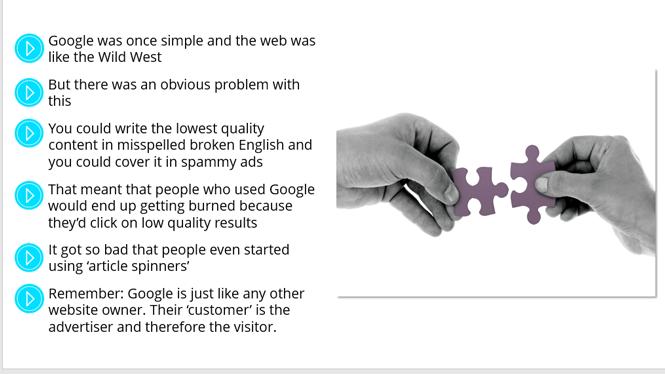 Google was once simple and the web was
like the Wild West
But there was an obvious problem with
this
You could write the lowest quality
content in misspelled broken English and
you could cover it in spammy ads
That meant that people who used Google
would end up getting burned because
they’d click on low quality results
It got so bad that people even started
using ‘article spinners’
Remember: Google is just like any other
website owner. Their ‘customer’ is the
advertiser and therefore the visitor.